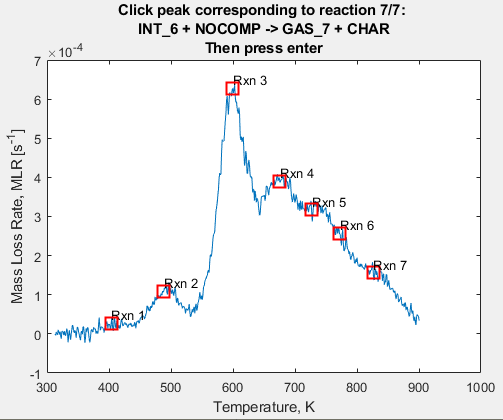 Click peak corresponding to reaction 7/7:
INT_6 + NOCOMP -> GAS_7 + CHAR
Then press enter
×10-4
7
6
5
4
3
2
1
0
-1
Mass Loss Rate, MLR [s-1]
Rxn 1
Rxn 2
Rxn 3
Rxn 4
Rxn 5
Rxn 6
Rxn 7
300 400 500 600 700 800 900 1000
Temperature, K